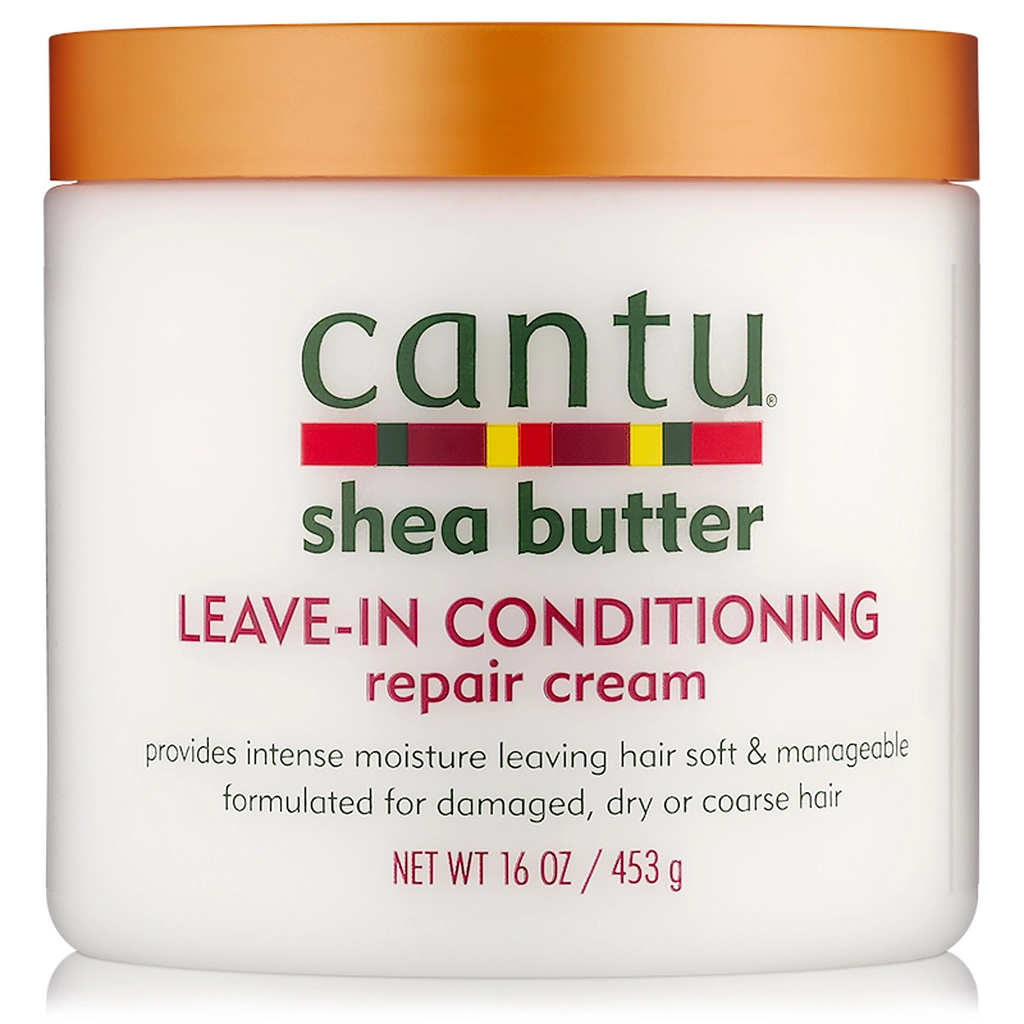 cantu®
shea butter
LEAVE-IN CONDITIONING
repair cream
provides intense moisture leaving hair soft & manageable
formulated for damaged, dry or coarse hair
NET WT 16 OZ / 453 g